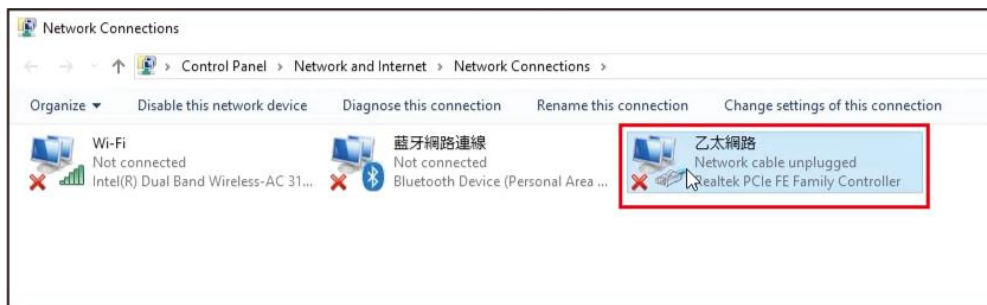 Network Connections
Control Panel > Network and Internet > Network Connections >
Organize Disable this network device Diagnose this connection Rename this connection Change settings of this connection
Wi-Fi
Not connected
Intel(R) Dual Band Wireless-AC 31...
藍牙網路連線
Not connected
Bluetooth Device (Personal Area ...
乙太網路
Network cable unplugged
Realtek PCIe FE Family Controller